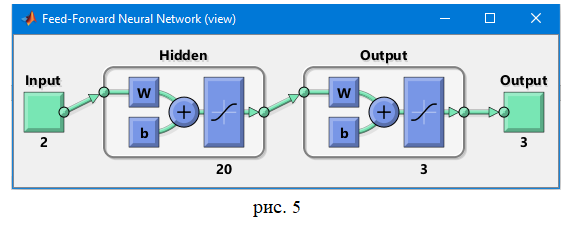 Feed-Forward Neural Network (view)
Hidden
Output
Input
W
b
W
b
Output
2
20
3
3
рис. 5